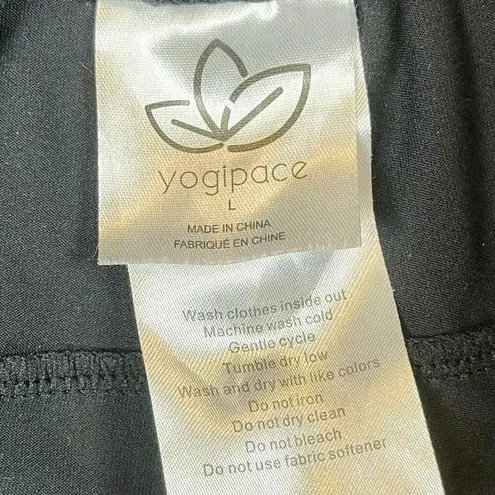 yogipace
L
MADE IN CHINA
FABRIQUÉ EN CHINE
Wash clothes inside out
Machine wash cold
Gentle cycle
Tumble dry low
Wash and dry with like colors
Do not iron
Do not dry clean
Do not bleach
Do not use fabric softener